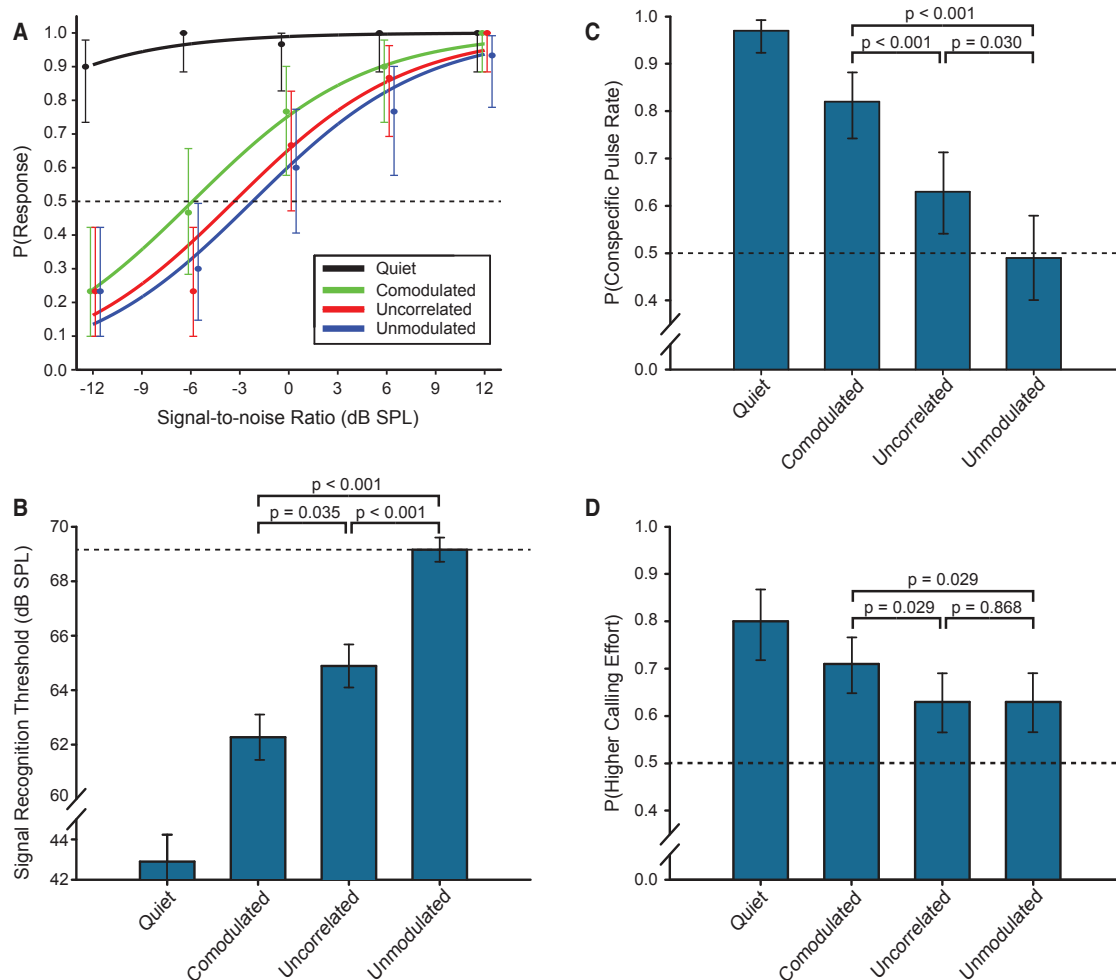 A
P(Response)
1.0
0.9
0.8
0.7
0.6
0.5
0.4
0.3
0.2
0.1
0.0
-12 -9 -6 -3 0 3 6 9 12
Signal-to-noise Ratio (dB SPL)
Quiet
Comodulated
Uncorrelated
Unmodulated
C
P(Conspecific Pulse Rate)
1.0
0.9
0.8
0.7
0.6
0.5
0.4
0.0
p < 0.001
p < 0.001 p = 0.030
Quiet
Comodulated
Uncorrelated
Unmodulated
B
Signal Recognition Threshold (dB SPL)
70
68
66
64
62
60
44
42
p < 0.001
p = 0.035 p < 0.001
Quiet
Comodulated
Uncorrelated
Unmodulated
D
P(Higher Calling Effort)
1.0
0.9
0.8
0.7
0.6
0.5
0.4
0.0
p = 0.029
p = 0.029 p = 0.868
Quiet
Comodulated
Uncorrelated
Unmodulated